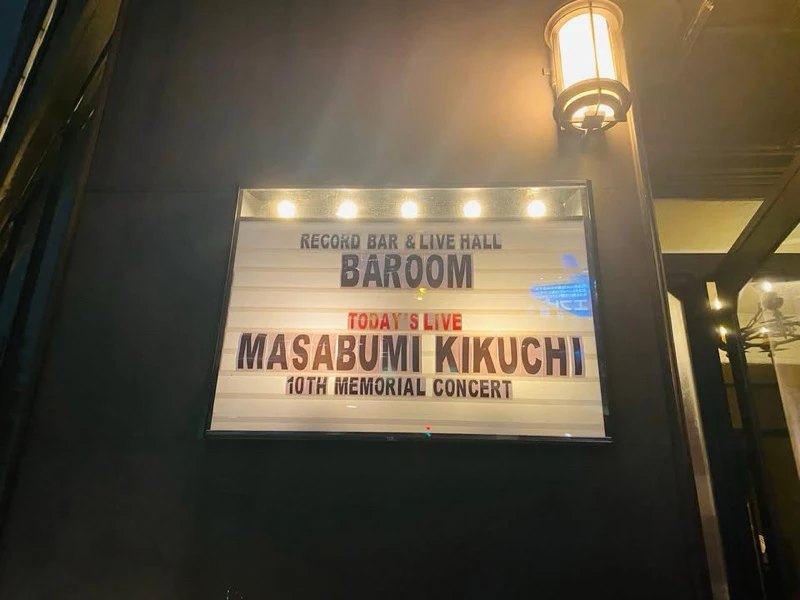 RECORD BAR & LIVE HALL
BAROOM
TODAY'S LIVE
MASABUMI KIKUCHI
10TH MEMORIAL CONCERT